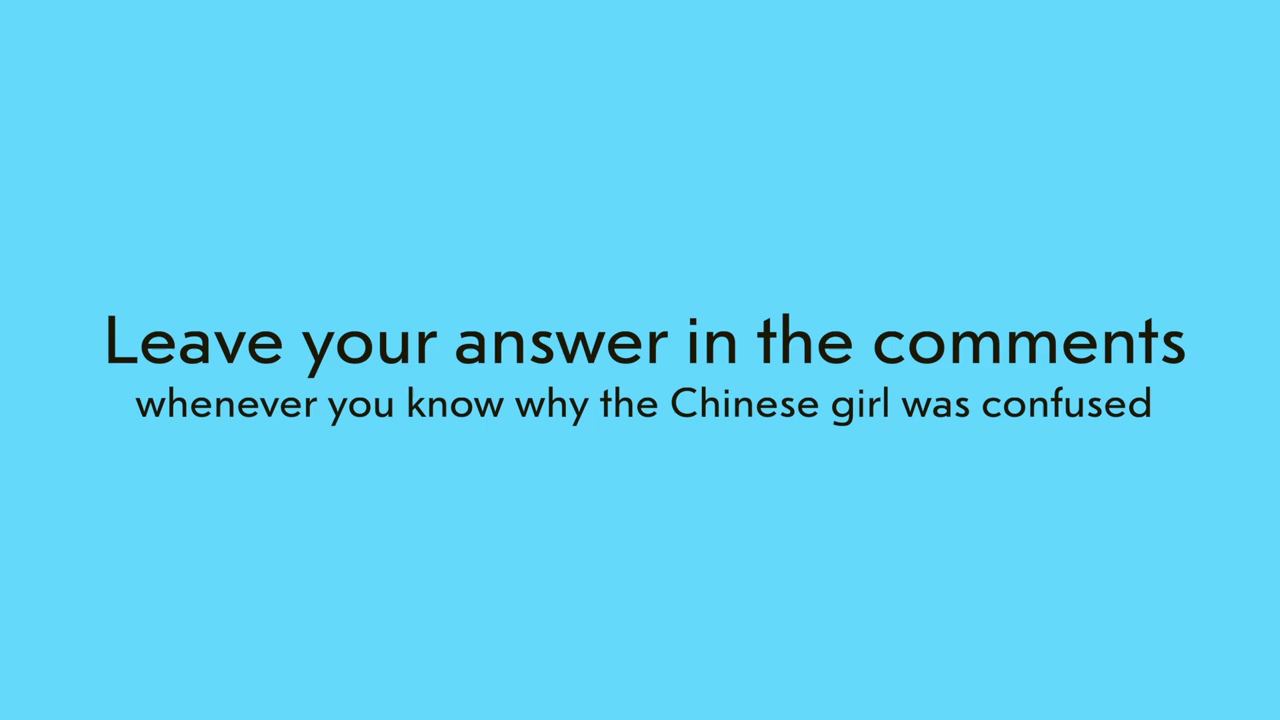 Leave your answer in the comments
whenever you know why the Chinese girl was confused